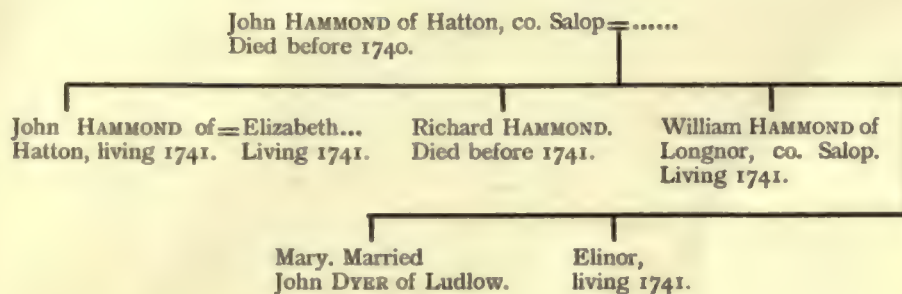 John HAMMOND of Hatton, co. Salop=......
Died before 1740.
John HAMMOND of=Elizabeth...
Hatton, living 1741. Living 1741.
Richard HAMMOND.
Died before 1741.
William HAMMOND of
Longnor, co. Salop.
Living 1741.
Mary. Married
John DYER of Ludlow.
Elinor,
living 1741.